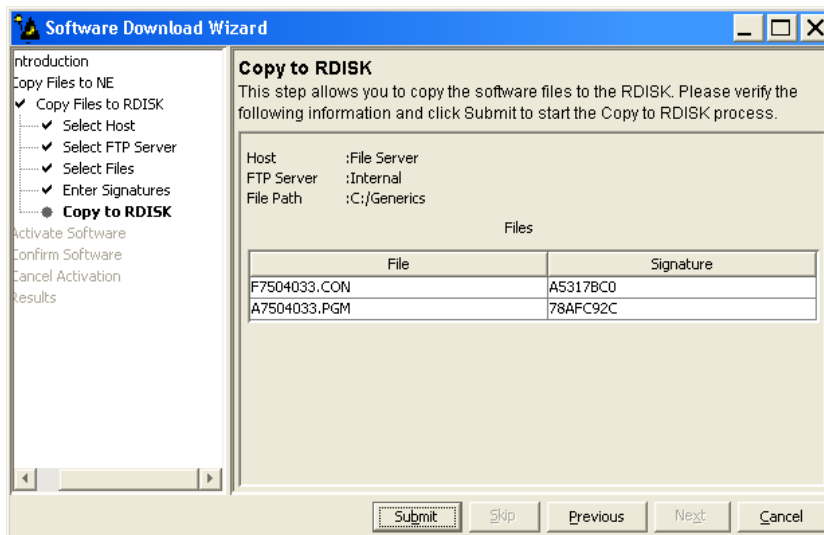 Software Download Wizard
ntroduction
Copy Files to NE
Copy Files to RDISK
Select Host
Select FTP Server
Select Files
Enter Signatures
Copy to RDISK
Activate Software
Confirm Software
Cancel Activation
Results
Copy to RDISK
This step allows you to copy the software files to the RDISK. Please verify the
following information and click Submit to start the Copy to RDISK process.
Host :File Server
FTP Server :Internal
File Path :C:/Generics
Files
File Signature
F7504033.CON A5317BC0
A7504033.PGM 78AFC92C
Submit Skip Previous Next Cancel